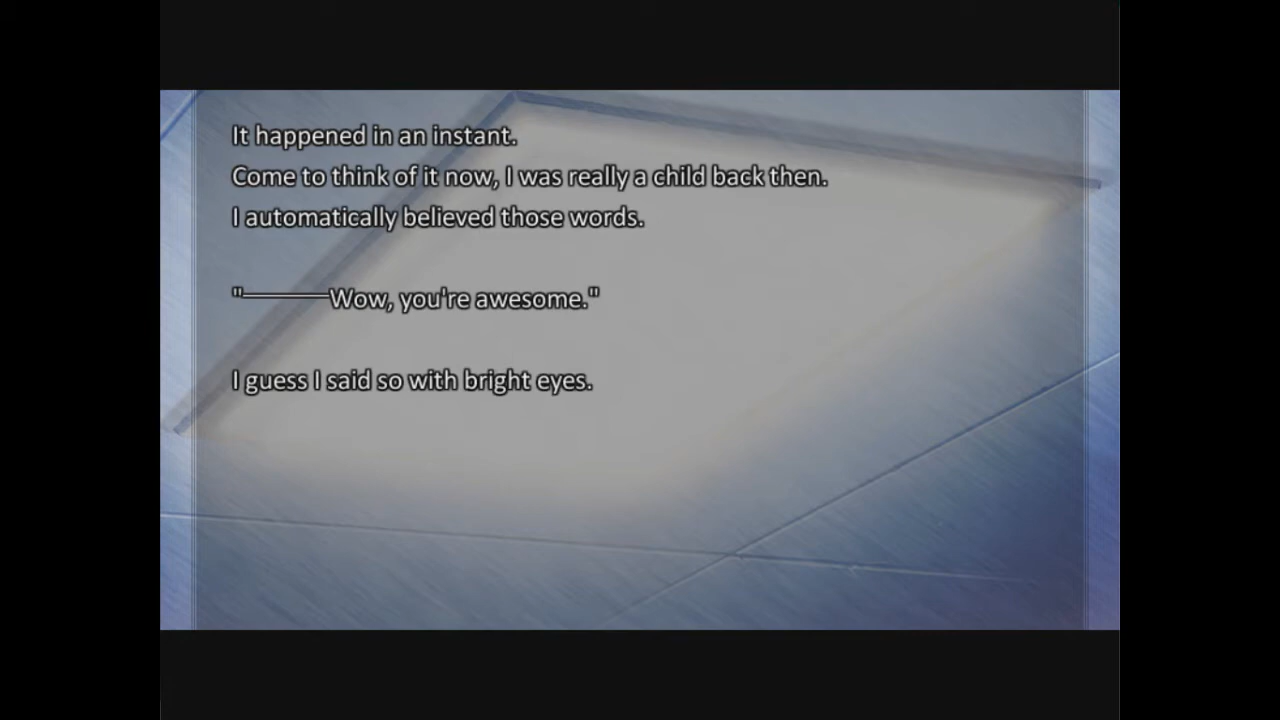 It happened in an instant.
Come to think of it now, I was really a child back then.
I automatically believed those words.
"―――Wow, you're awesome."
I guess I said so with bright eyes.